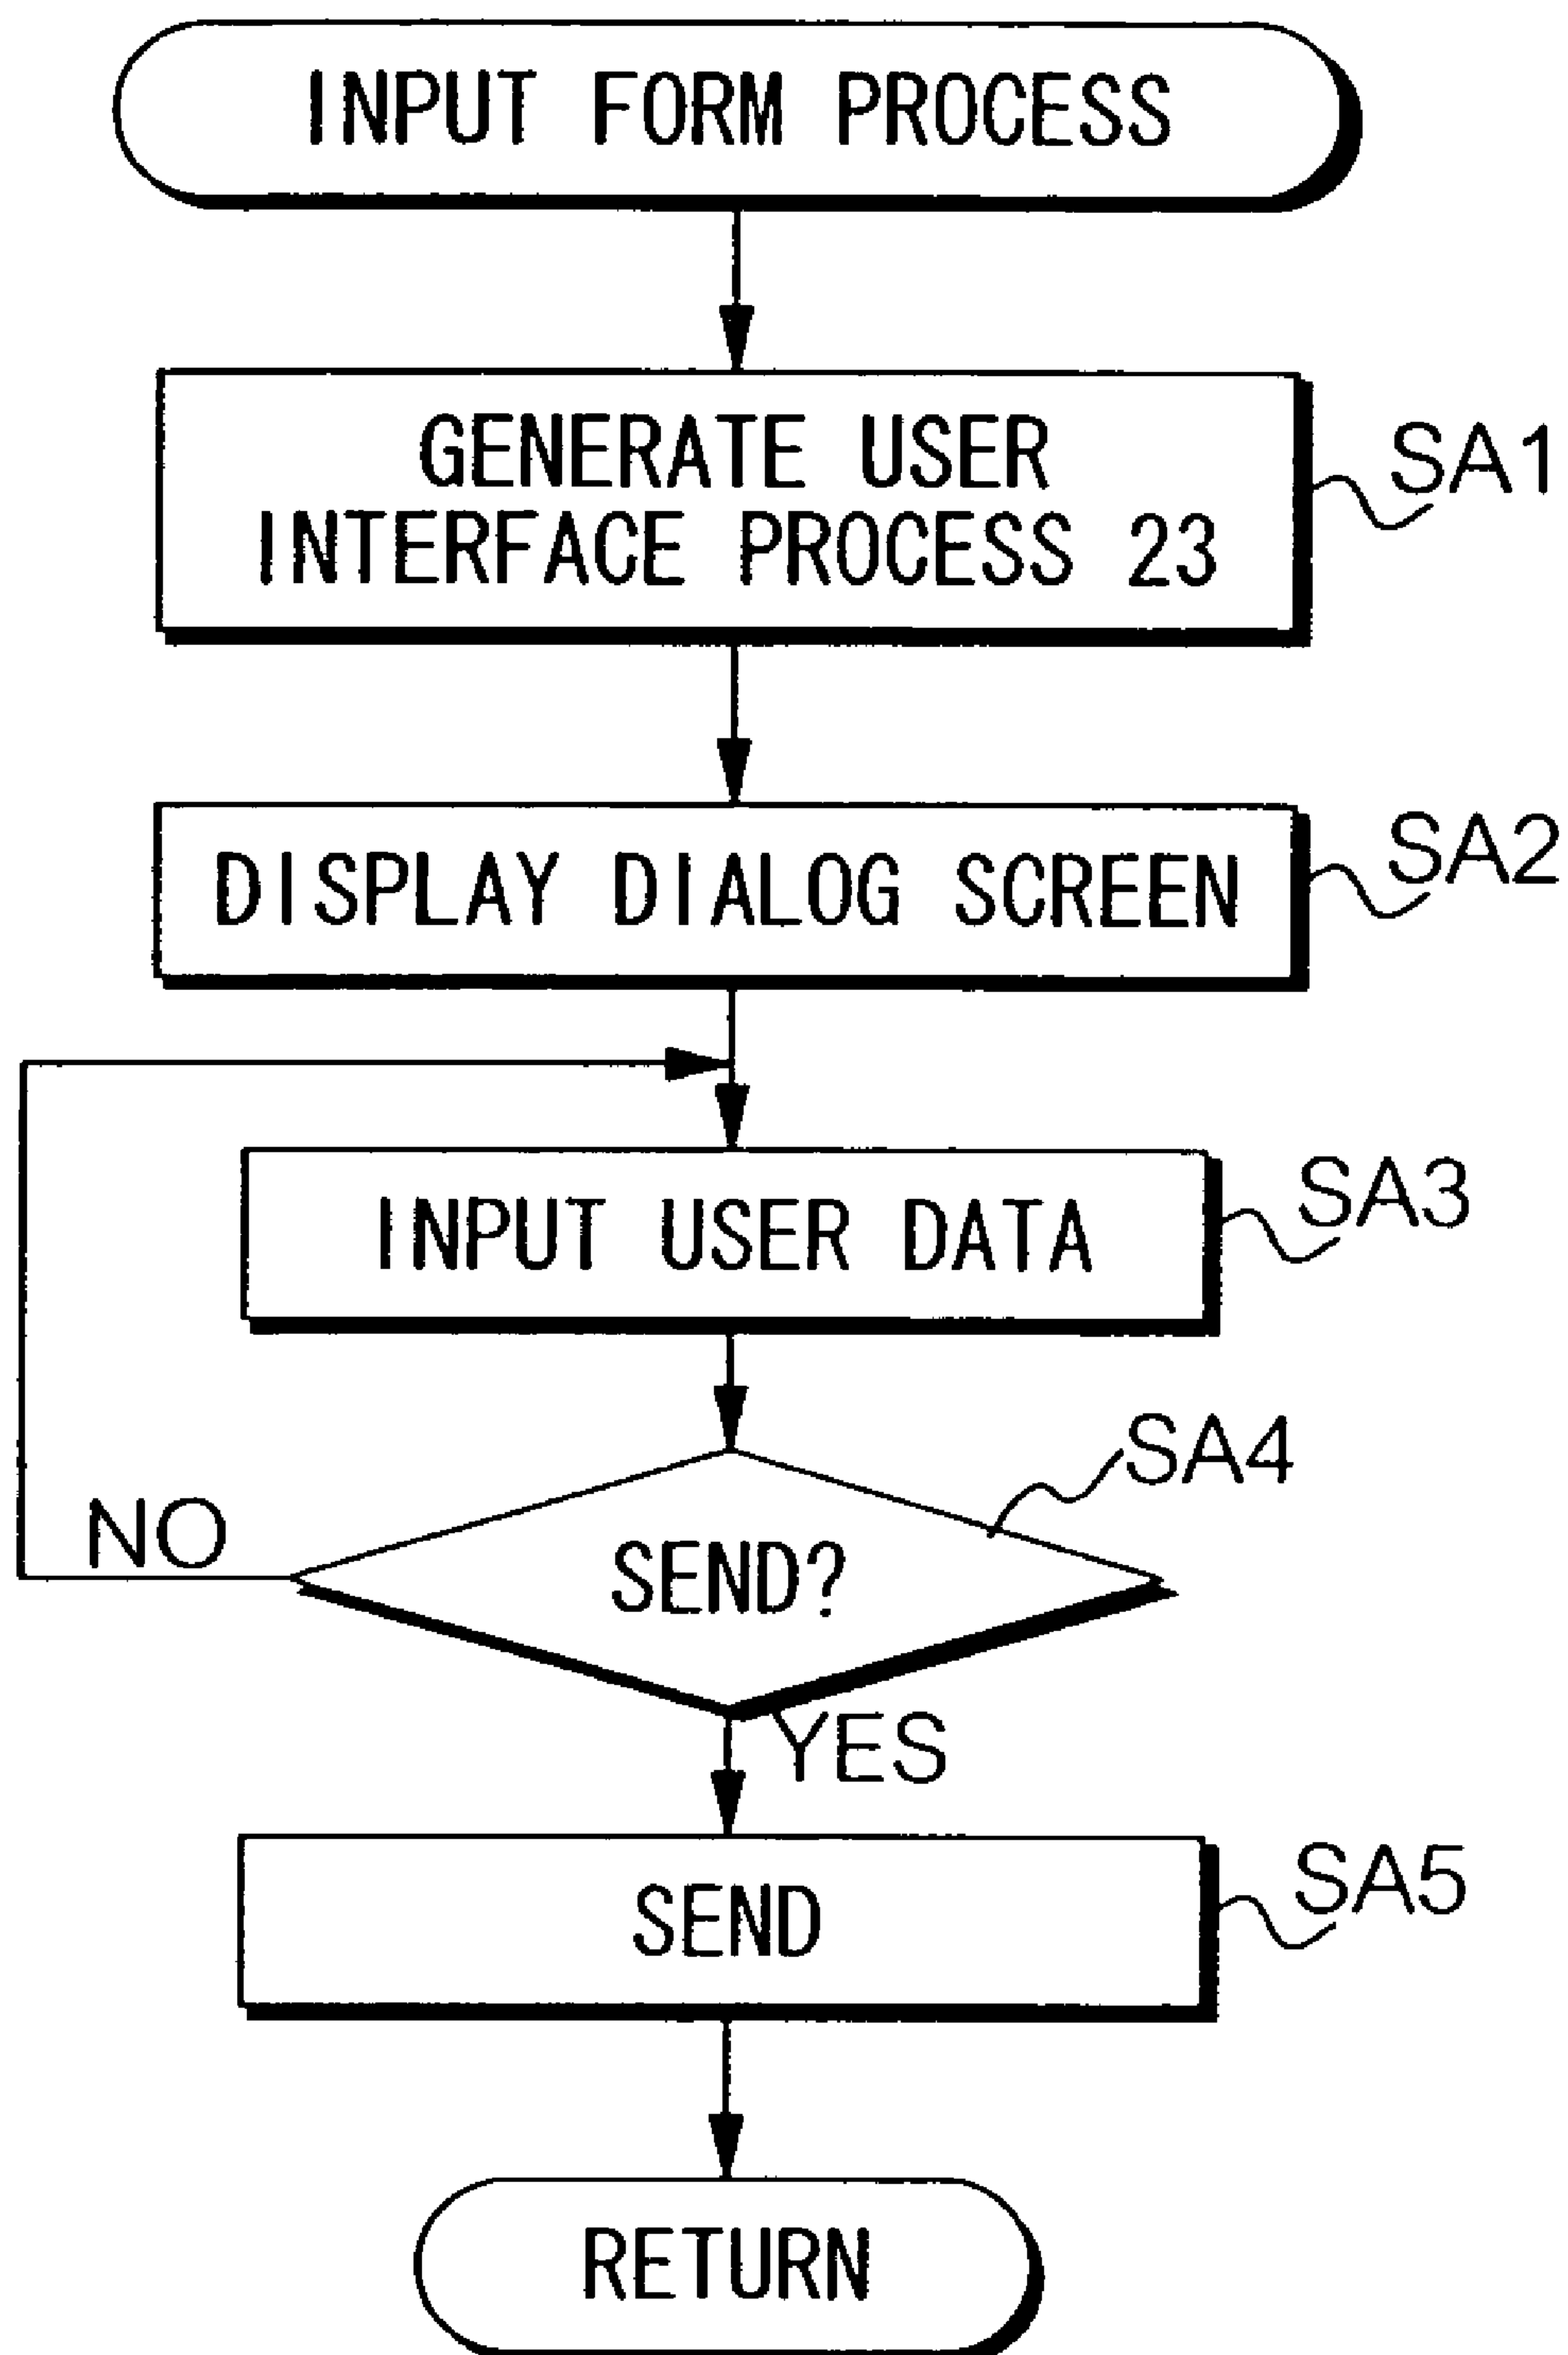 INPUT FORM PROCESS
GENERATE USER
INTERFACE PROCESS 23
SA1
DISPLAY DIALOG SCREEN
SA2
INPUT USER DATA
SA3
SA4
NO
SEND?
YES
SEND
SA5
RETURN